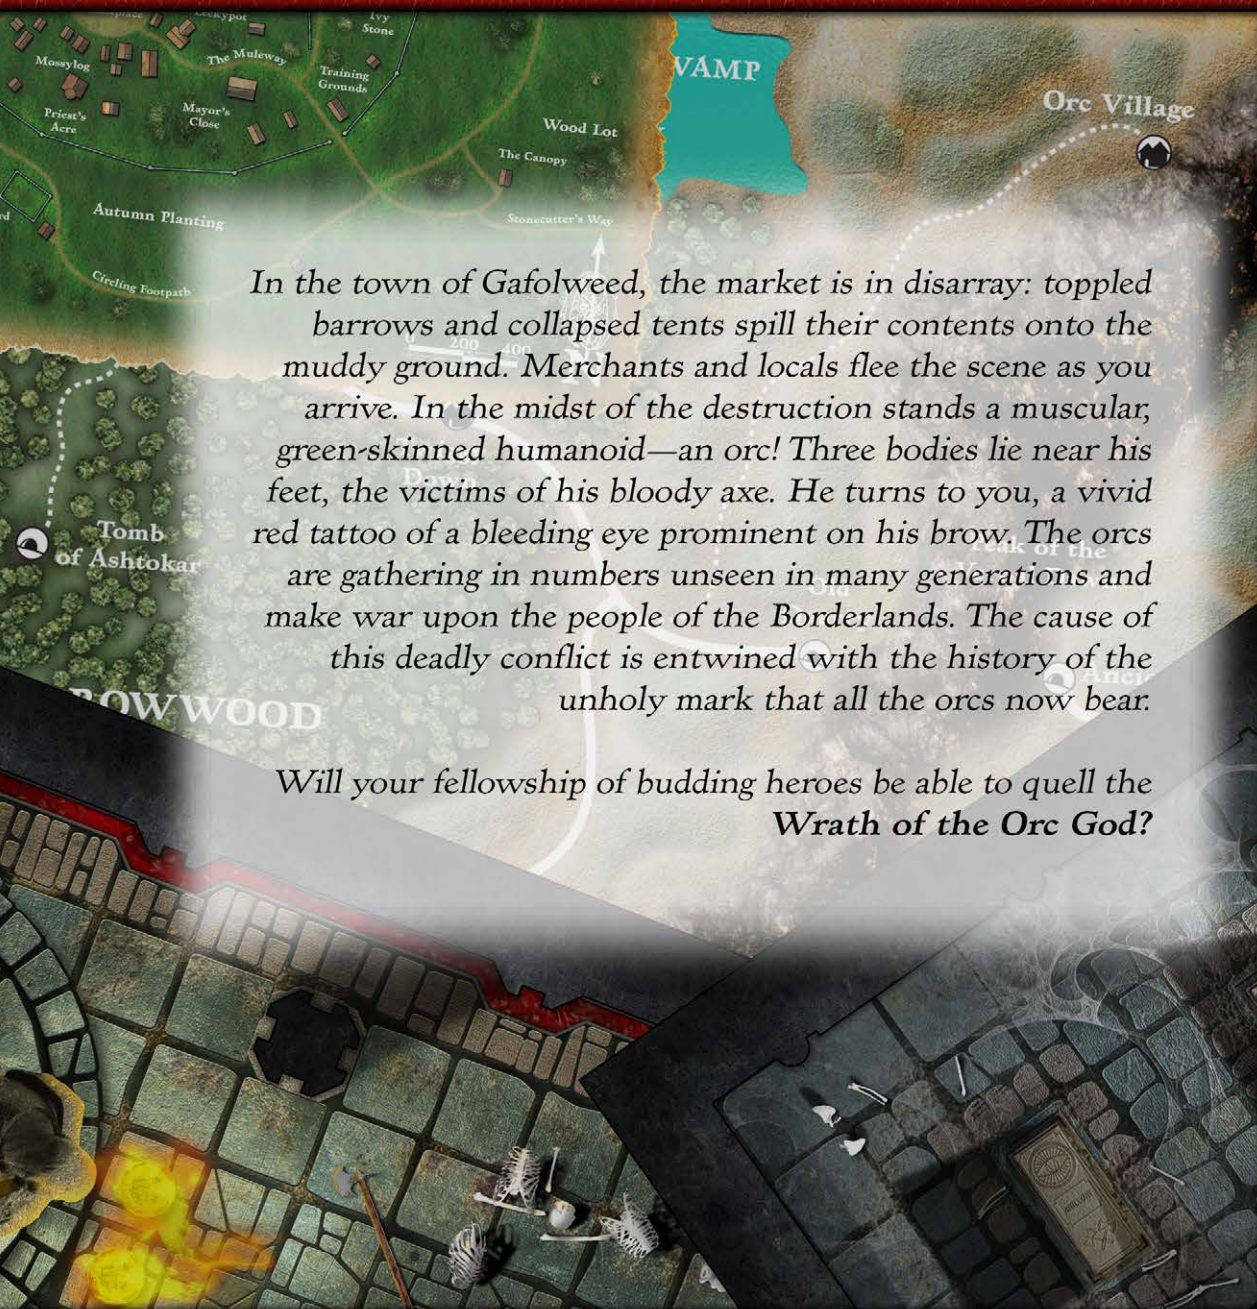 Leckypot
Ivy
Stone
Mossylog
The Muleway
Training
Grounds
Priest's
Acre
Mayor's
Close
Wood Lot
The Canopy
Autumn Planting
Stonecutter's Way
Circling Footpath
Orc Village
In the town of Gafolweed, the market is in disarray: toppled
barrows and collapsed tents spill their contents onto the
muddy ground. Merchants and locals flee the scene as you
arrive. In the midst of the destruction stands a muscular,
green-skinned humanoid—an orc! Three bodies lie near his
feet, the victims of his bloody axe. He turns to you, a vivid
red tattoo of a bleeding eye prominent on his brow. The orcs
are gathering in numbers unseen in many generations and
make war upon the people of the Borderlands. The cause of
this deadly conflict is entwined with the history of the
unholy mark that all the orcs now bear.
Will your fellowship of budding heroes be able to quell the
Wrath of the Orc God?
0 200 400
Tomb
of Ashtokar
Peak of the
Old